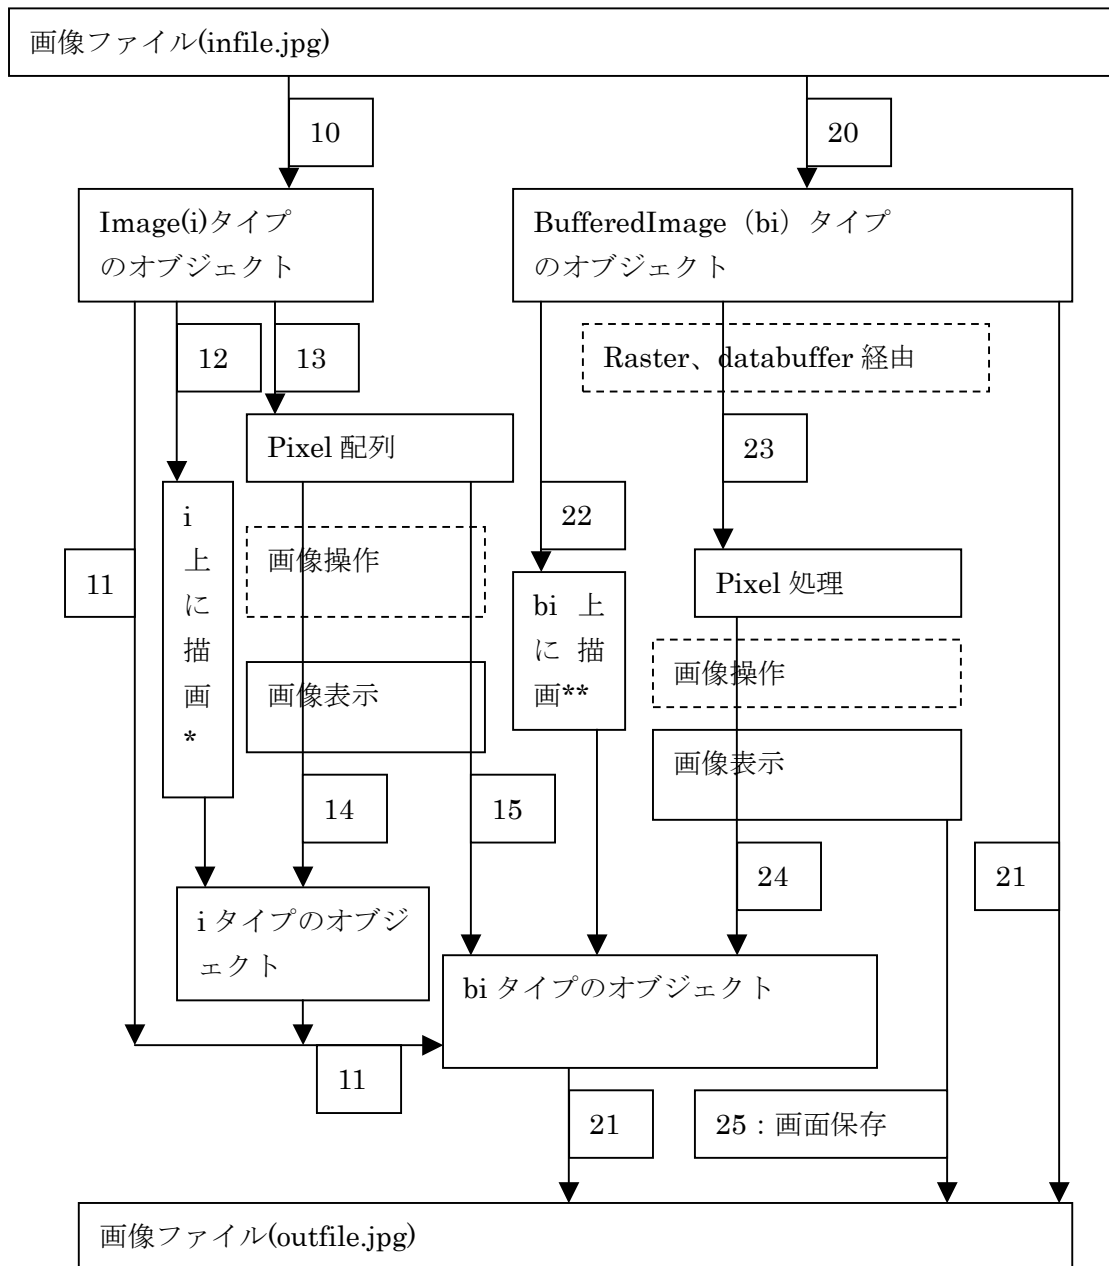 画像ファイル(infile.jpg)
10
20
Image(i)タイプ
のオブジェクト
BufferedImage（bi）タイプ
のオブジェクト
12
13
Raster、databuffer 経由
Pixel 配列
23
i
上
に
描
画
*
22
画像操作
11
Pixel 処理
bi 上
に 描
画**
画像操作
画像表示
画像表示
14
15
24
21
i タイプのオブジ
ェクト
bi タイプのオブジェクト
11
21
25：画面保存
画像ファイル(outfile.jpg)